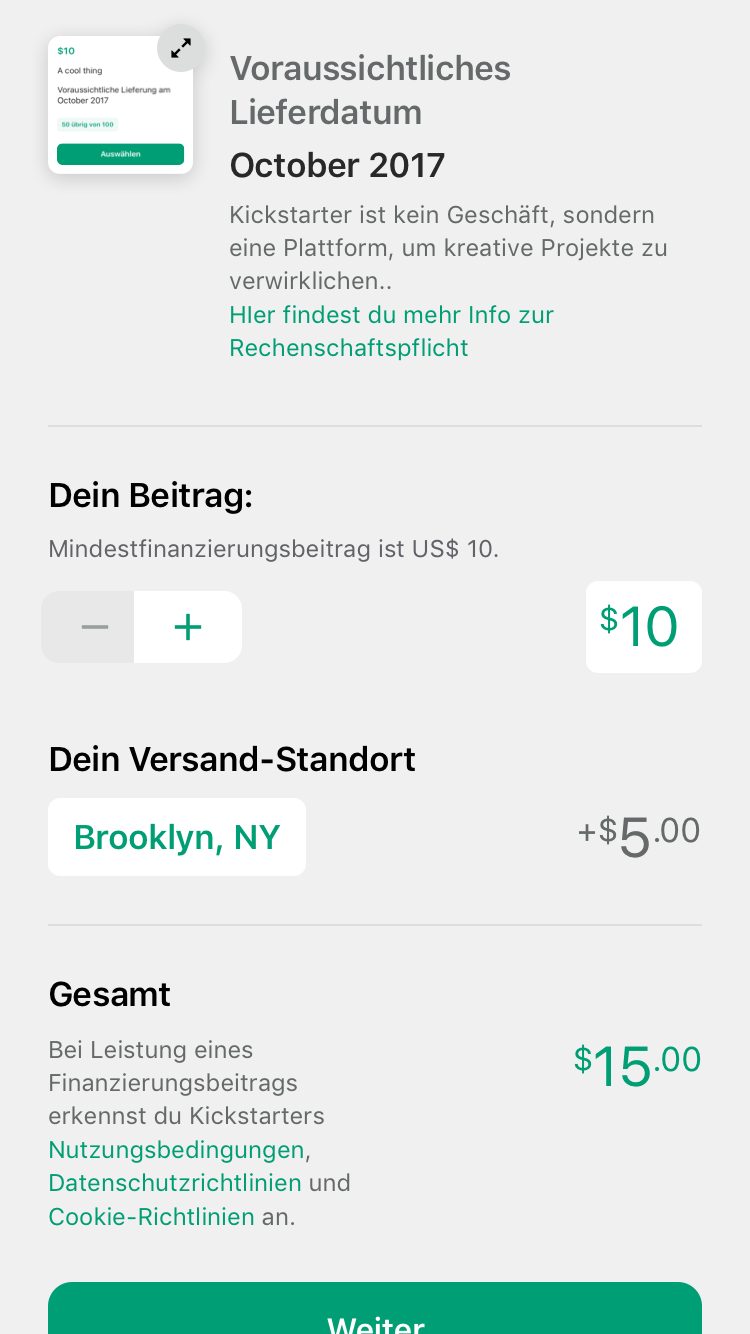 $10
A cool thing
Voraussichtliche Lieferung am
October 2017
50 übrig von 100
Auswählen
Voraussichtliches
Lieferdatum
October 2017
Kickstarter ist kein Geschäft, sondern
eine Plattform, um kreative Projekte zu
verwirklichen..
HIer findest du mehr Info zur
Rechenschaftspflicht
Dein Beitrag:
Mindestfinanzierungsbeitrag ist US$ 10.
− +
$10
Dein Versand-Standort
Brooklyn, NY
+$5.00
Gesamt
Bei Leistung eines
Finanzierungsbeitrags
erkennst du Kickstarters
Nutzungsbedingungen,
Datenschutzrichtlinien und
Cookie-Richtlinien an.
$15.00
Weiter